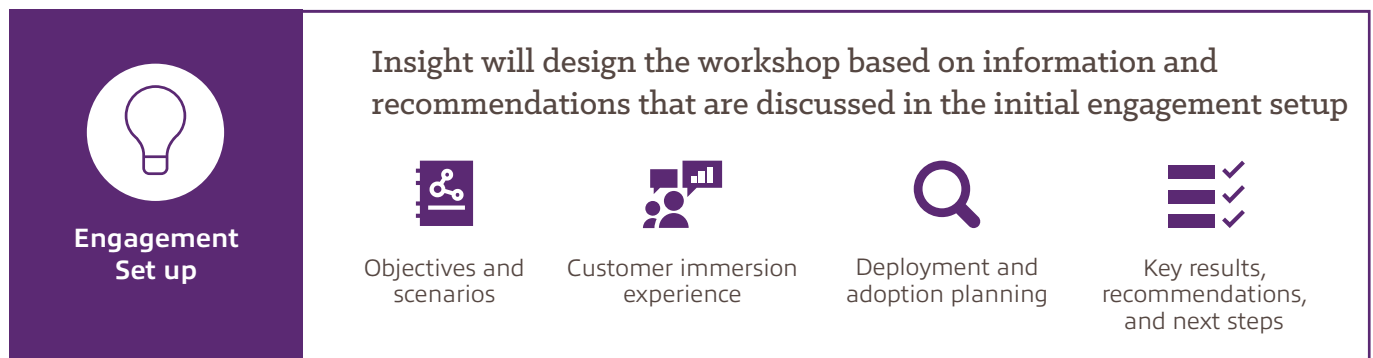 Engagement
Set up
Insight will design the workshop based on information and
recommendations that are discussed in the initial engagement setup
Objectives and
scenarios
Customer immersion
experience
Deployment and
adoption planning
Key results,
recommendations,
and next steps